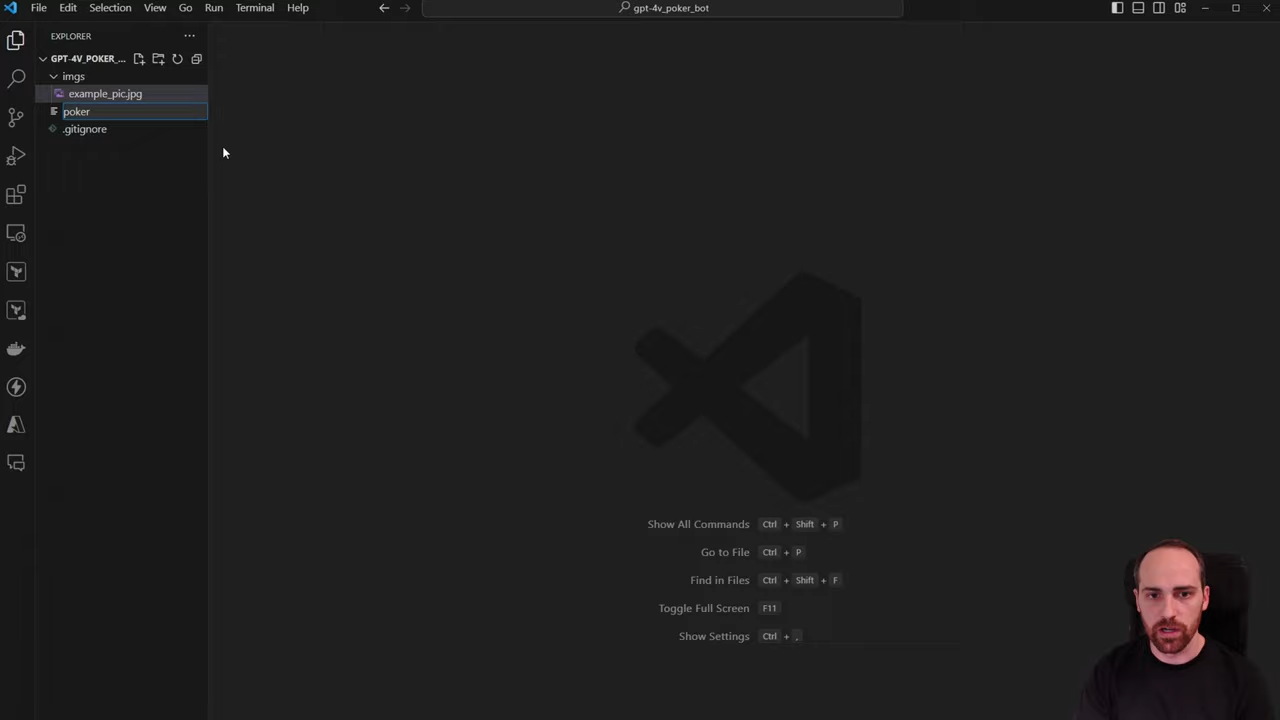 File Edit Selection View Go Run Terminal Help
gpt-4v_poker_bot
EXPLORER
GPT-4V_POKER_...
imgs
example_pic.jpg
poker
.gitignore
Show All Commands Ctrl + Shift + P
Go to File Ctrl + P
Find in Files Ctrl + Shift + F
Toggle Full Screen F11
Show Settings Ctrl + ,